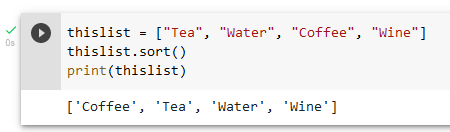 thislist = ["Tea", "Water", "Coffee", "Wine"]
0s
thislist.sort()
print(thislist)
['Coffee', 'Tea', 'Water', 'Wine']